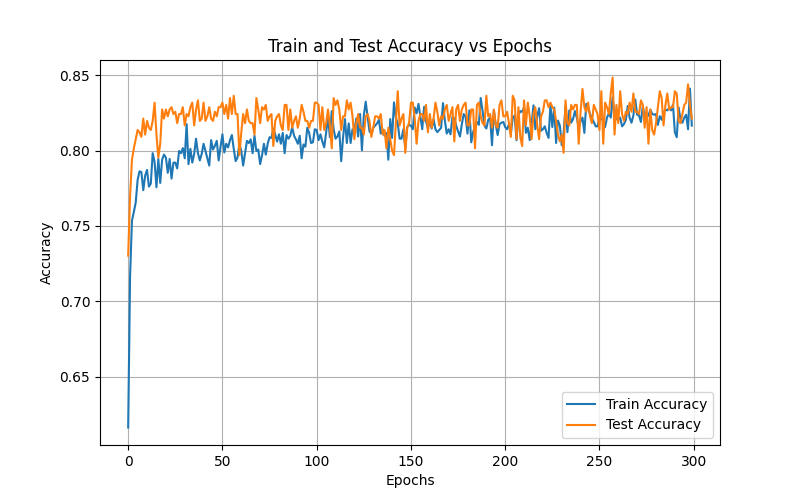 Train and Test Accuracy vs Epochs
0.85
0.80
0.75
0.70
0.65
Accuracy
Train Accuracy
Test Accuracy
0 50 100 150 200 250 300
Epochs